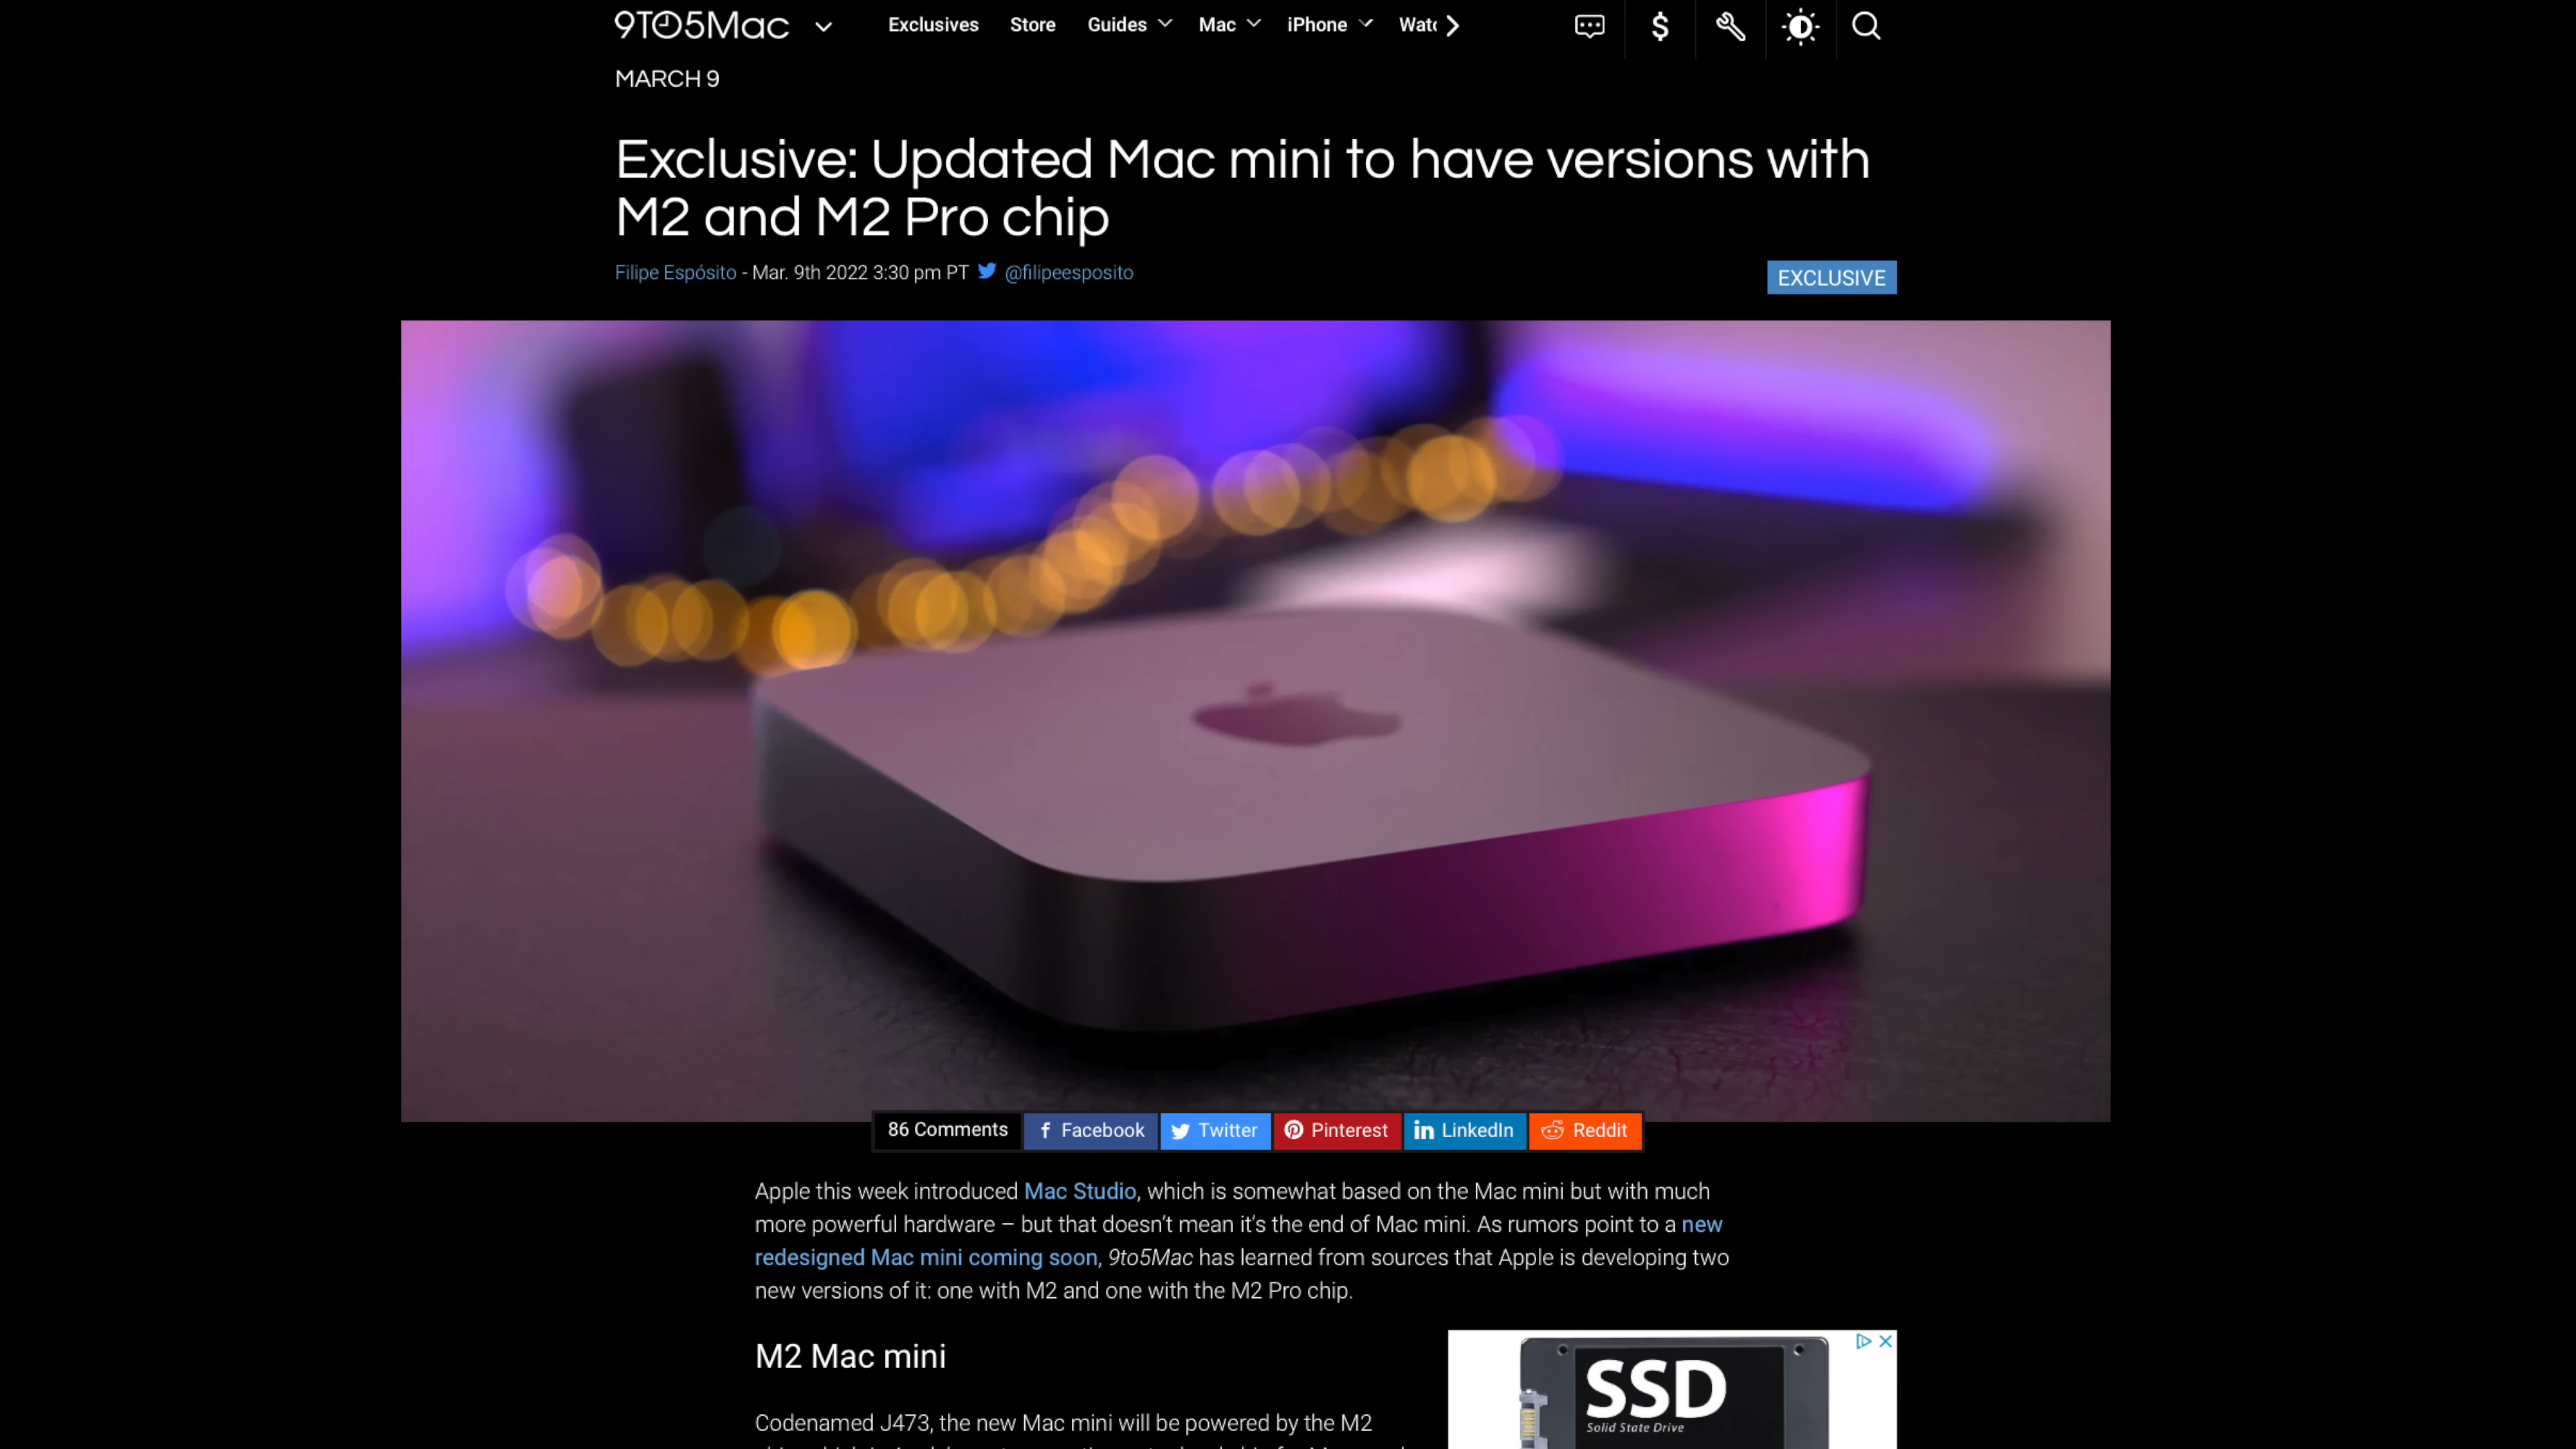 9TO5Mac
Exclusives Store Guides Mac iPhone
MARCH 9
Exclusive: Updated Mac mini to have versions with
M2 and M2 Pro chip
Filipe Espósito - Mar. 9th 2022 3:30 pm PT @filipeesposito
EXCLUSIVE
86 Comments Facebook Twitter Pinterest LinkedIn Reddit
Apple this week introduced Mac Studio, which is somewhat based on the Mac mini but with much
more powerful hardware – but that doesn’t mean it’s the end of Mac mini. As rumors point to a new
redesigned Mac mini coming soon, 9to5Mac has learned from sources that Apple is developing two
new versions of it: one with M2 and one with the M2 Pro chip.
M2 Mac mini
SSD
Solid State Drive
Codenamed J473, the new Mac mini will be powered by the M2